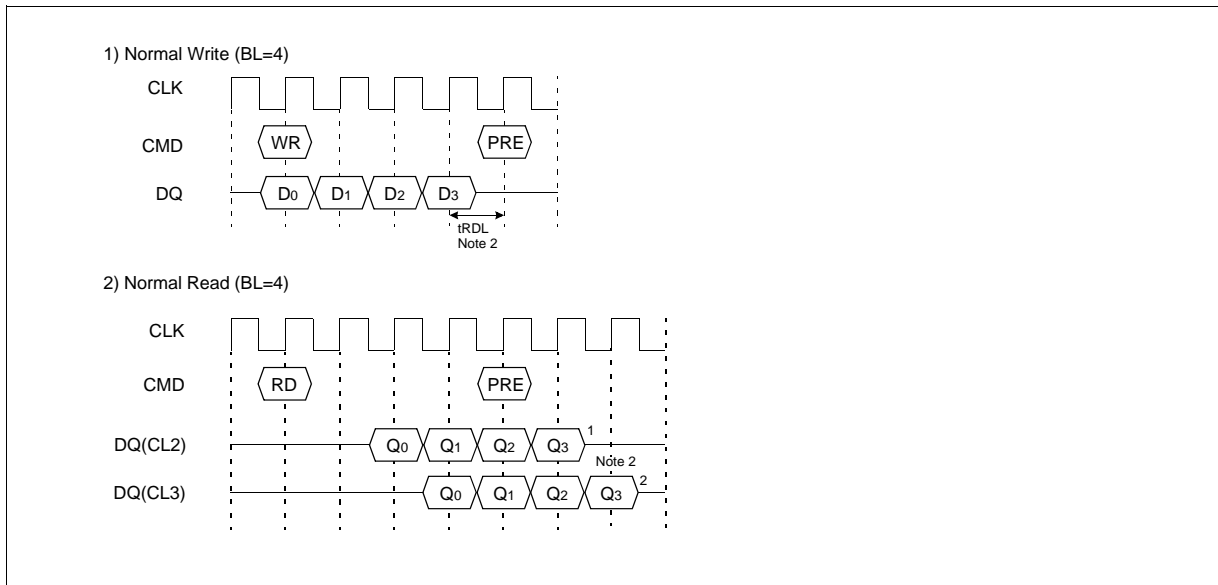 1) Normal Write (BL=4)
CLK
CMD WR PRE
DQ D0 D1 D2 D3
tRDL
Note 2
2) Normal Read (BL=4)
CLK
CMD RD PRE
DQ(CL2) Q0 Q1 Q2 Q3 1
Note 2
DQ(CL3) Q0 Q1 Q2 Q3 2